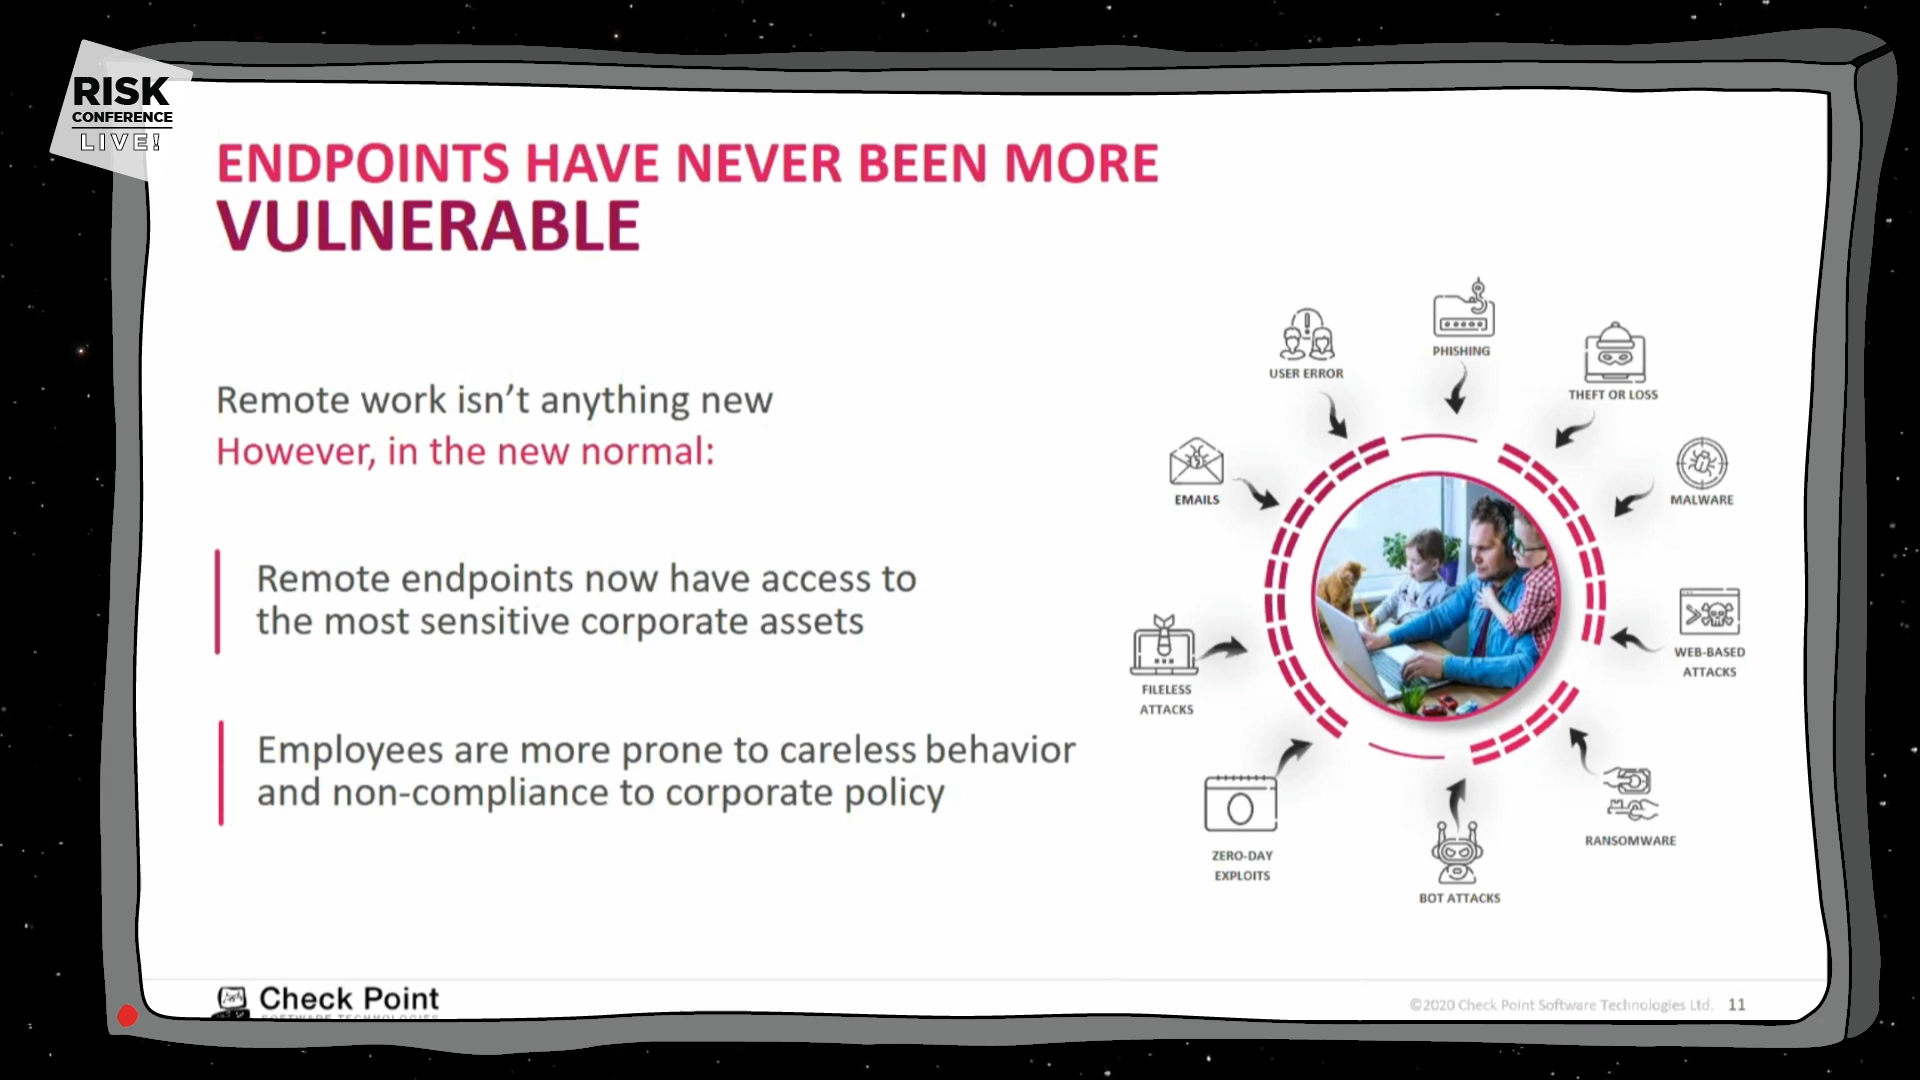 RISK
CONFERENCE
LIVE!
ENDPOINTS HAVE NEVER BEEN MORE
VULNERABLE
Remote work isn’t anything new
However, in the new normal:
Remote endpoints now have access to
the most sensitive corporate assets
Employees are more prone to careless behavior
and non-compliance to corporate policy
USER ERROR
PHISHING
THEFT OR LOSS
EMAILS
MALWARE
FILELESS
ATTACKS
WEB-BASED
ATTACKS
ZERO-DAY
EXPLOITS
BOT ATTACKS
RANSOMWARE
Check Point
SOFTWARE TECHNOLOGIES
©2020 Check Point Software Technologies Ltd. 11